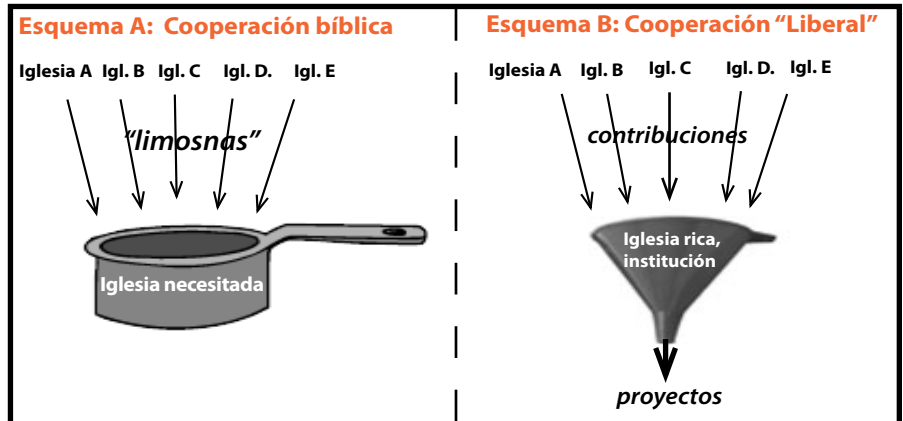 Esquema A: Cooperación bíblica
Iglesia A Igl. B Igl. C Igl. D. Igl. E
"limosnas"
Iglesia necesitada
Esquema B: Cooperación “Liberal”
Iglesia A Igl. B Igl. C Igl. D. Igl. E
contribuciones
Iglesia rica,
institución
proyectos